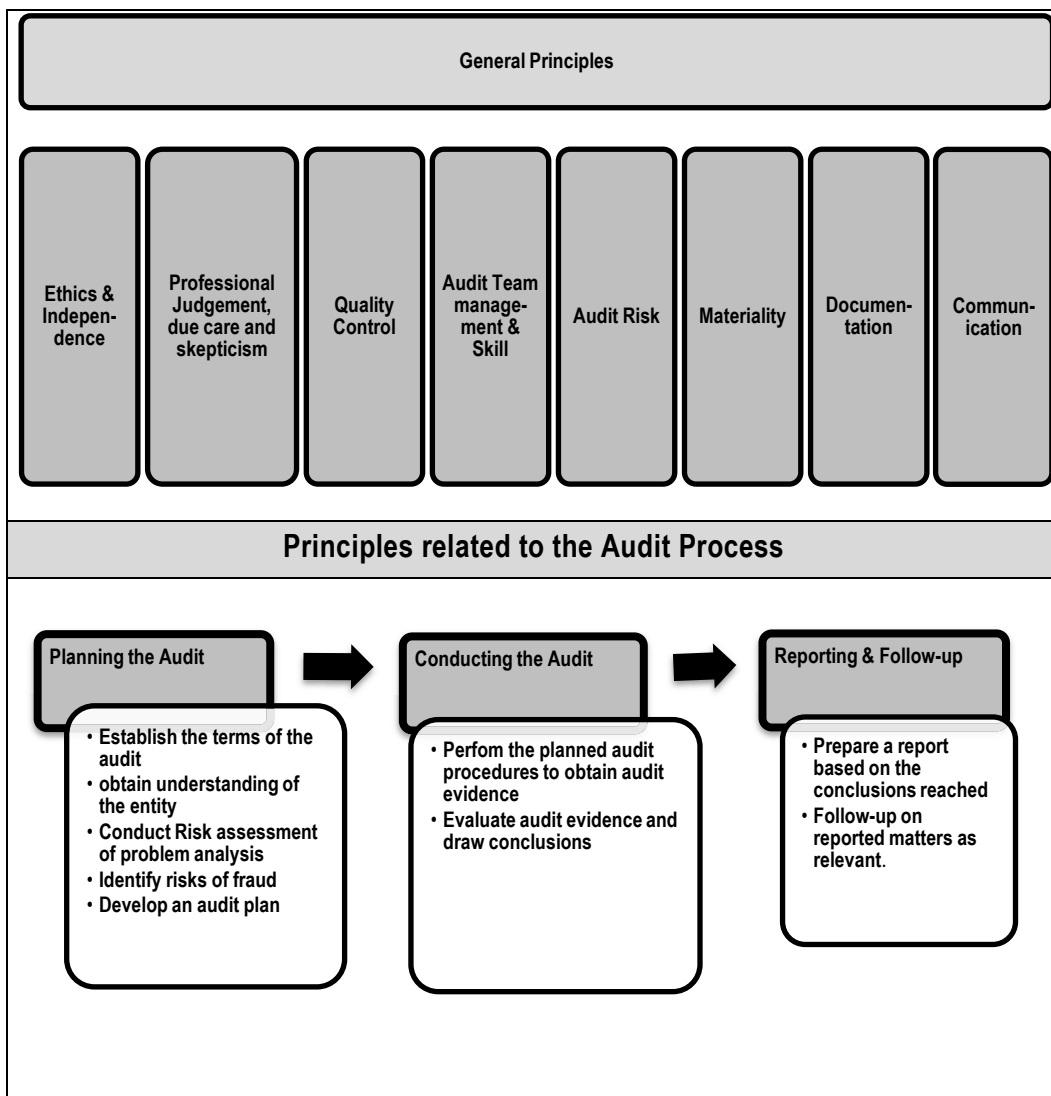 General Principles
Ethics &
Indepen-
dence
Professional
Judgement,
due care and
skepticism
Quality
Control
Audit Team
manage-
ment &
Skill
Audit Risk
Materiality
Documen-
tation
Commun-
ication
Principles related to the Audit Process
Planning the Audit
• Establish the terms of the
audit
• obtain understanding of
the entity
• Conduct Risk assessment
of problem analysis
• Identify risks of fraud
• Develop an audit plan
Conducting the Audit
• Perfom the planned audit
procedures to obtain audit
evidence
• Evaluate audit evidence and
draw conclusions
Reporting & Follow-up
• Prepare a report
based on the
conclusions reached
• Follow-up on
reported matters as
relevant.